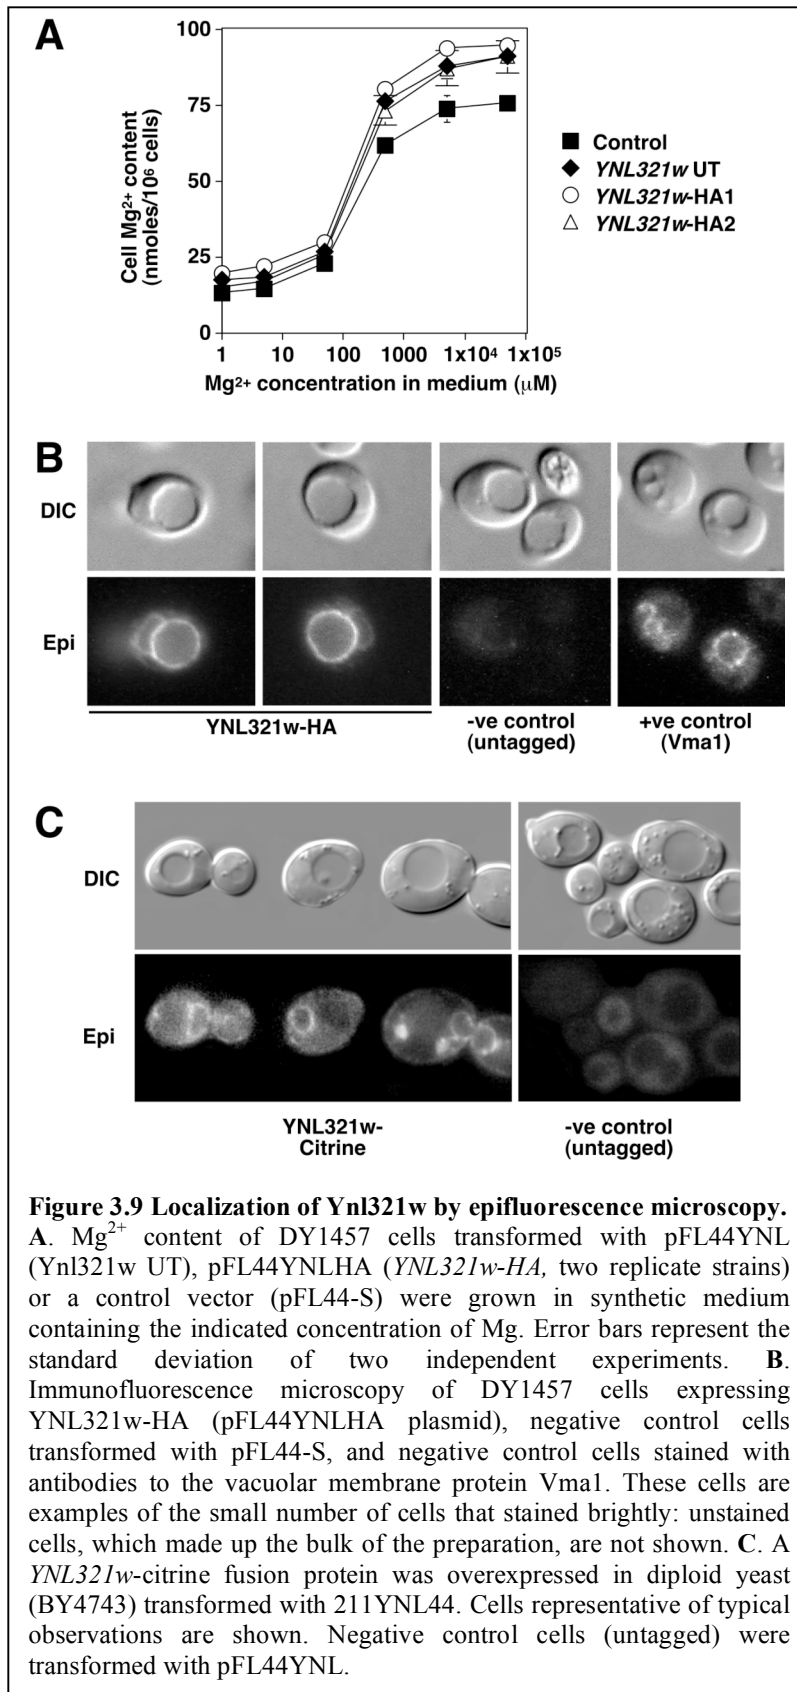 A
100
75
50
25
0
Cell Mg2+ content
(nmoles/10⁶ cells)
1 10 100 1000 1x10⁴ 1x10⁵
Mg2+ concentration in medium (μM)
Control
YNL321w UT
YNL321w-HA1
YNL321w-HA2
B
DIC
Epi
YNL321w-HA
-ve control
(untagged)
+ve control
(Vma1)
C
DIC
Epi
YNL321w-
Citrine
-ve control
(untagged)
Figure 3.9 Localization of Ynl321w by epifluorescence microscopy.
A. Mg2+ content of DY1457 cells transformed with pFL44YNL
(Ynl321w UT), pFL44YNLHA (YNL321w-HA, two replicate strains)
or a control vector (pFL44-S) were grown in synthetic medium
containing the indicated concentration of Mg. Error bars represent the
standard deviation of two independent experiments. B.
Immunofluorescence microscopy of DY1457 cells expressing
YNL321w-HA (pFL44YNLHA plasmid), negative control cells
transformed with pFL44-S, and negative control cells stained with
antibodies to the vacuolar membrane protein Vma1. These cells are
examples of the small number of cells that stained brightly: unstained
cells, which made up the bulk of the preparation, are not shown. C. A
YNL321w-citrine fusion protein was overexpressed in diploid yeast
(BY4743) transformed with 211YNL44. Cells representative of typical
observations are shown. Negative control cells (untagged) were
transformed with pFL44YNL.